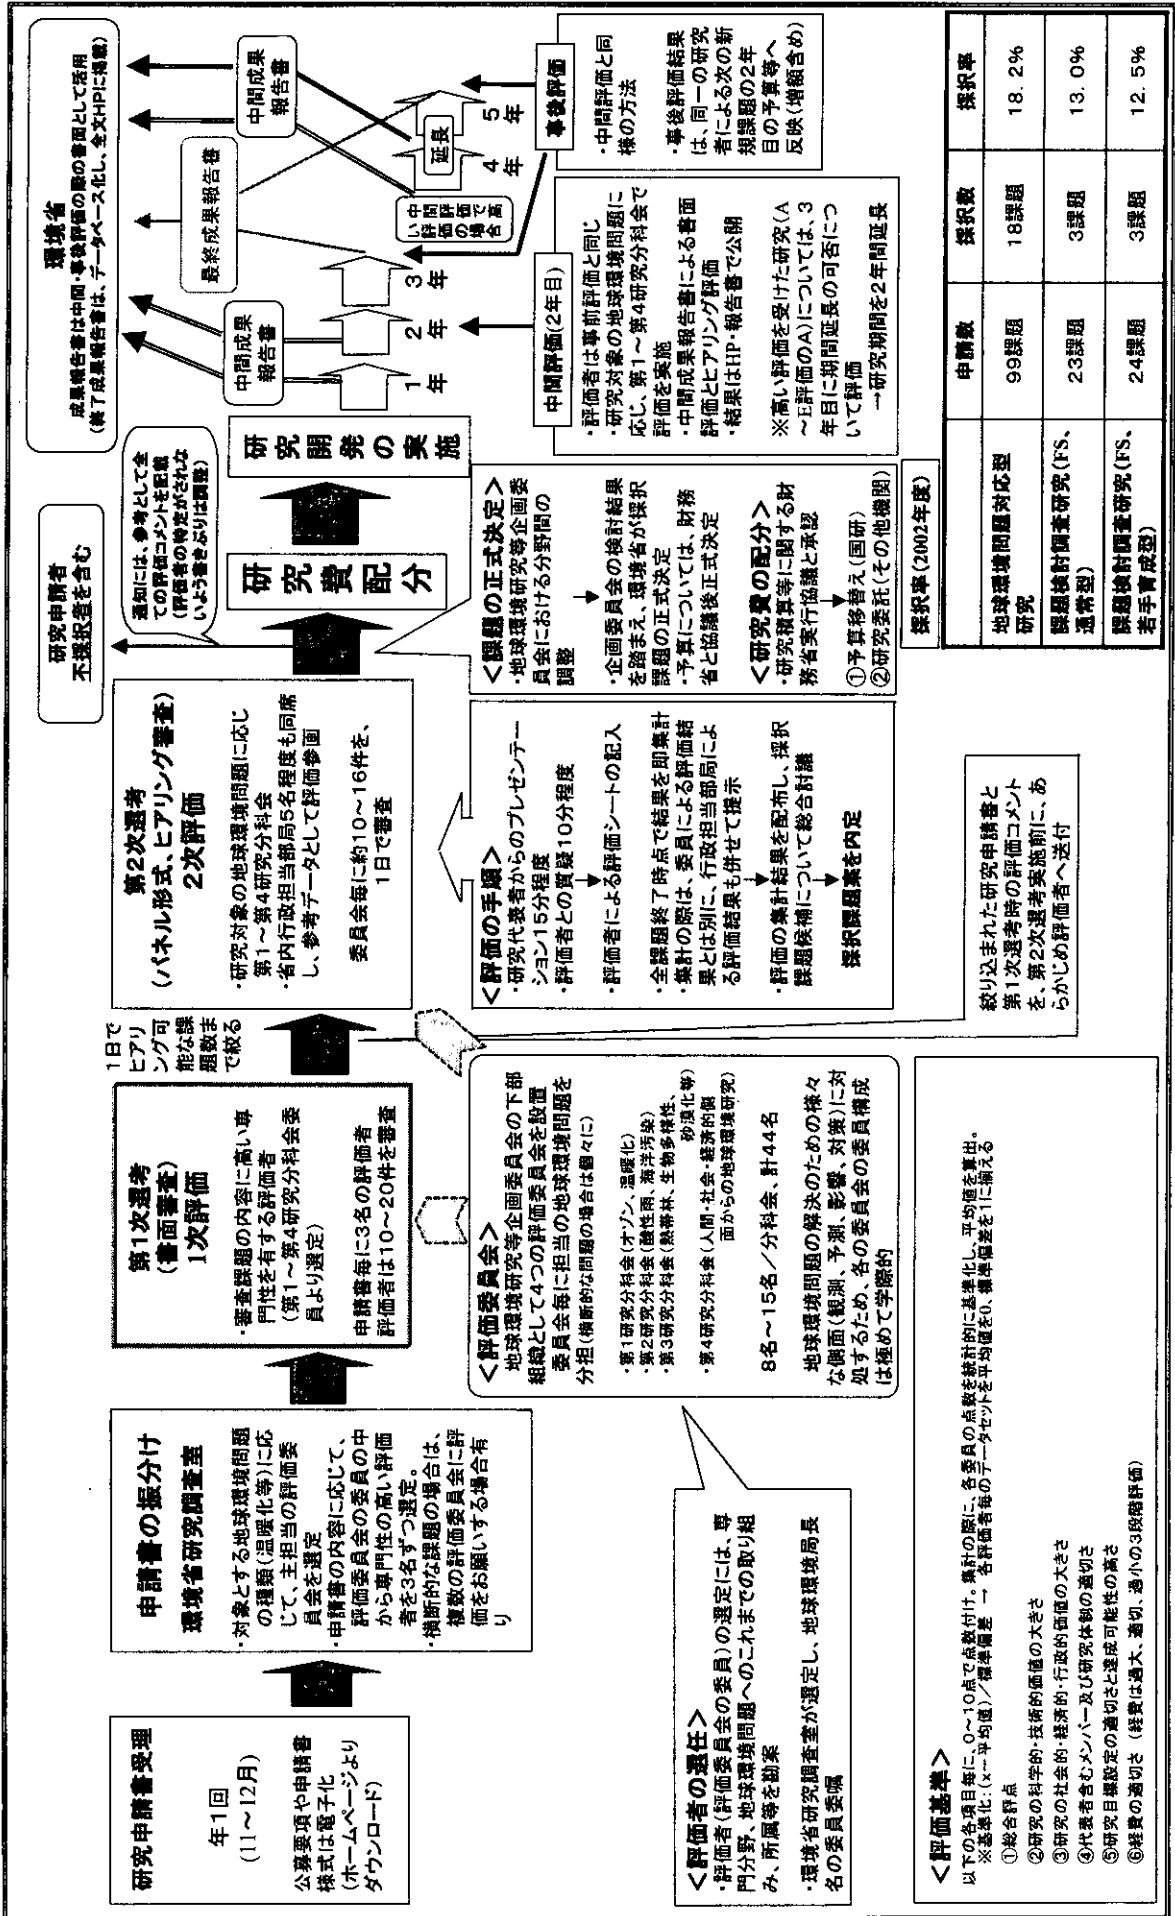 研究申請書受理
年1回
(11～12月)
公募要項や申請書
様式は電子化
(ホームページより
ダウンロード)
申請書の振分け
環境省研究調査室
・対象とする地球環境問題
の種類(温暖化等)に応
じて、主担当の評価委
員会を選定
・申請書の内容に応じて、
評価委員会の委員の中
から専門性の高い評価
者を3名ずつ選定。
・横断的な課題の場合は、
複数の評価委員会に評
価をお願いする場合有
り
第1次選考
(書面審査)
1次評価
・審査課題の内容に高い専
門性を有する評価者
(第1～第4研究分科会委
員より選定)
申請書毎に3名の評価者
評価者は10～20件を審査
1日で
ヒアリ
ング可
能な課
題数ま
で絞る
第2次選考
(パネル形式、ヒアリング審査)
2次評価
・研究対象の地球環境問題に応じ
第1～第4研究分科会
・省内行政担当部局5名程度も同席
し、参考データとして評価参画
委員会毎に約10～16件を、
1日で審査
研究申請者
不採択者を含む
通知には、参考として全
ての評価コメントを記載
(評価者の特定がされな
いよう書きぶりは調整)
研究費配分
研究開発の実施
環境省
成果報告書は中間・事後評価の際の書面として活用
(終了成果報告書は、データベース化し、全文HPに掲載)
中間成果
報告書
最終成果報告書
中間成果
報告書
1年
2年
3年
4年
5年
延長
中間評価で高
い評価の場合
中間評価(2年目)
・評価者は事前評価と同じ
・研究対象の地球環境問題に
応じ、第1～第4研究分科会で
評価を実施
・中間成果報告書による書面
評価とヒアリング評価
・結果はHP・報告書で公開
※高い評価を受けた研究(A
～E評価のA)については、3
年目に期間延長の可否につ
いて評価
→研究期間を2年間延長
事後評価
・中間評価と同
様の方法
・事後評価結果
は、同一の研究
者による次の新
規課題の2年
目の予算等へ
反映(増額含め)
<評価者の選任>
・評価者(評価委員会の委員)の選定には、専
門分野、地球環境問題へのこれまでの取り組
み、所属等を勘案
・環境省研究調査室が選定し、地球環境局長
名の委員委嘱
<評価委員会>
地球環境研究等企画委員会の下部
組織として4つの評価委員会を設置
委員会毎に担当の地球環境問題を
分担(横断的な問題の場合は個々に)
・第1研究分科会(オゾン、温暖化)
・第2研究分科会(酸性雨、海洋汚染)
・第3研究分科会(熱帯林、生物多様性、
砂漠化等)
・第4研究分科会(人間・社会・経済的側
面からの地球環境研究)
8名～15名／分科会、計44名
地球環境問題の解決のための様々
な側面(観測、予測、影響、対策)に対
処するため、各の委員会の委員構成
は極めて学際的
<評価の手順>
・研究代表者からのプレゼンテー
ション15分程度
・評価者との質疑10分程度
・評価者による評価シートの記入
・全課題終了時点で結果を即集計
・集計の際は、委員による評価結
果とは別に、行政担当部局によ
る評価結果も併せて提示
・評価の集計結果を配布し、採択
課題候補について総合討議
採択課題案を内定
<課題の正式決定>
・地球環境研究等企画委
員会における分野間の
調整
・企画委員会の検討結果
を踏まえ、環境省が採択
課題の正式決定
・予算については、財務
省と協議後正式決定
<研究費の配分>
・研究積算等に関する財
務省実行協議と承認
①予算移替え(国研)
②研究委託(その他機関)
絞り込まれた研究申請書と
第1次選考時の評価コメント
を、第2次選考実施前に、あ
らかじめ評価者へ送付
<評価基準>
以下の各項目毎に、0～10点で点数付け。集計の際に、各委員の点数を統計的に基準化し、平均値を算出。
※基準化:(x－平均値)／標準偏差 → 各評価者毎のデータセットを平均値を0、標準偏差を1に揃える
①総合評点
②研究の科学的・技術的価値の大きさ
③研究の社会的・経済的・行政的価値の大きさ
④代表者含むメンバー及び研究体制の適切さ
⑤研究目標設定の適切さと達成可能性の高さ
⑥経費の適切さ (経費は過大、適切、過小の3段階評価)
採択率(2002年度)
申請数 採択数 採択率
地球環境問題対応型
研究 99課題 18課題 18.2%
課題検討調査研究(FS、
通常型) 23課題 3課題 13.0%
課題検討調査研究(FS、
若手育成型) 24課題 3課題 12.5%